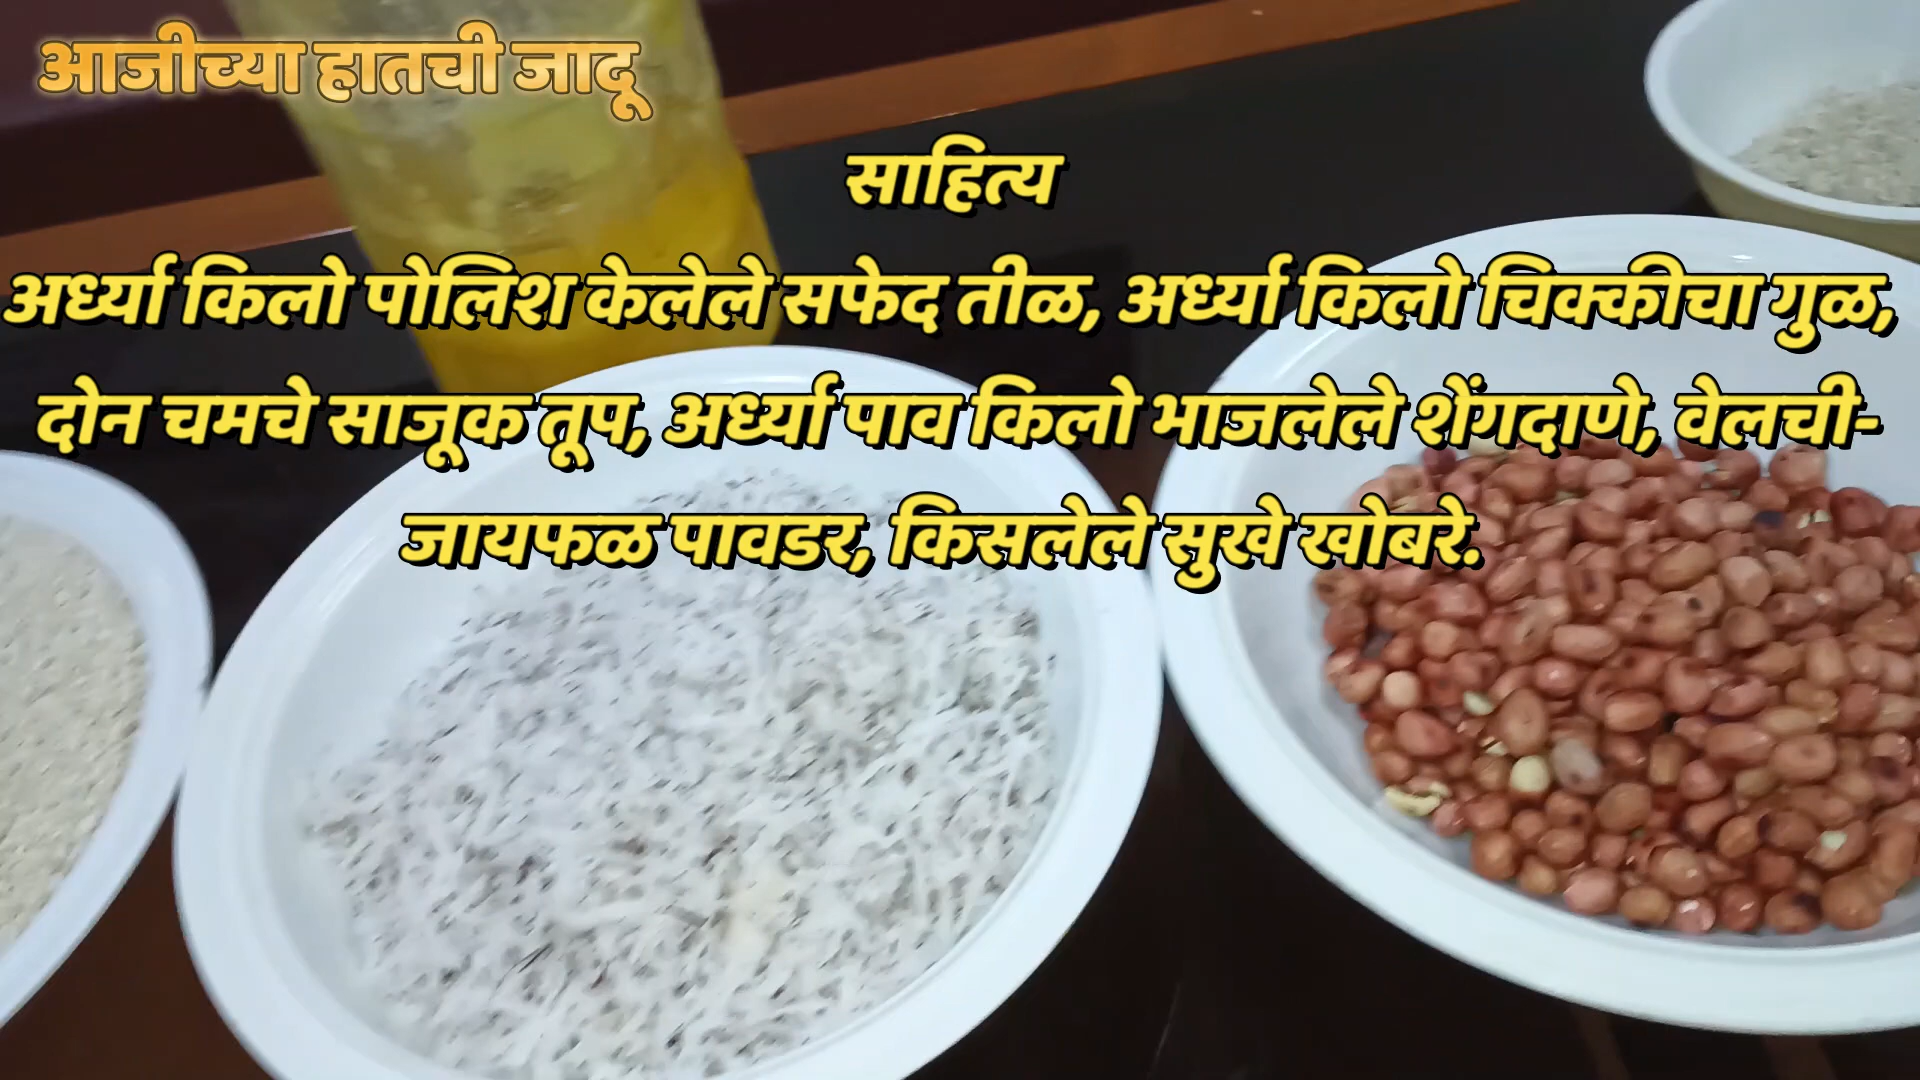 आजीच्या हातची जादू
साहित्य
अर्ध्या किलो पोलिश केलेले सफेद तीळ, अर्ध्या किलो चिक्कीचा गुळ,
दोन चमचे साजूक तूप, अर्ध्या पाव किलो भाजलेले शेंगदाणे, वेलची-
जायफळ पावडर, किसलेले सुखे खोबरे.